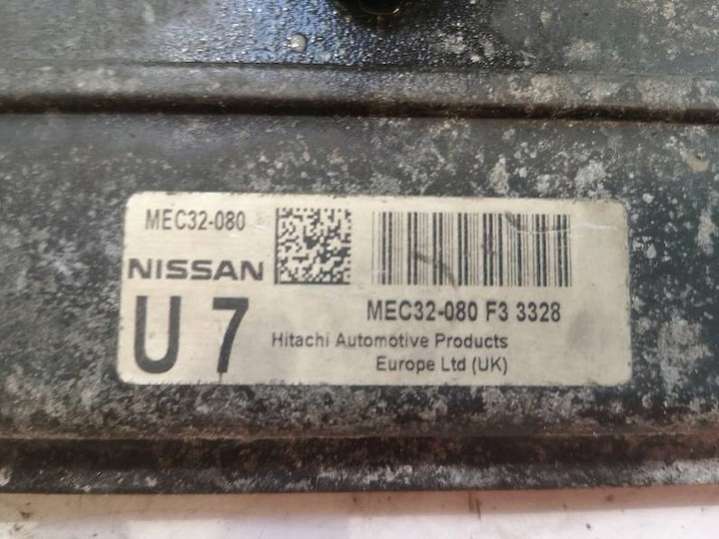 MEC32-080
NISSAN
U 7
MEC32-080 F3 3328
Hitachi Automotive Products
Europe Ltd (UK)